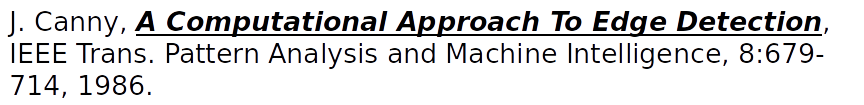 J. Canny, A Computational Approach To Edge Detection,
IEEE Trans. Pattern Analysis and Machine Intelligence, 8:679-
714, 1986.